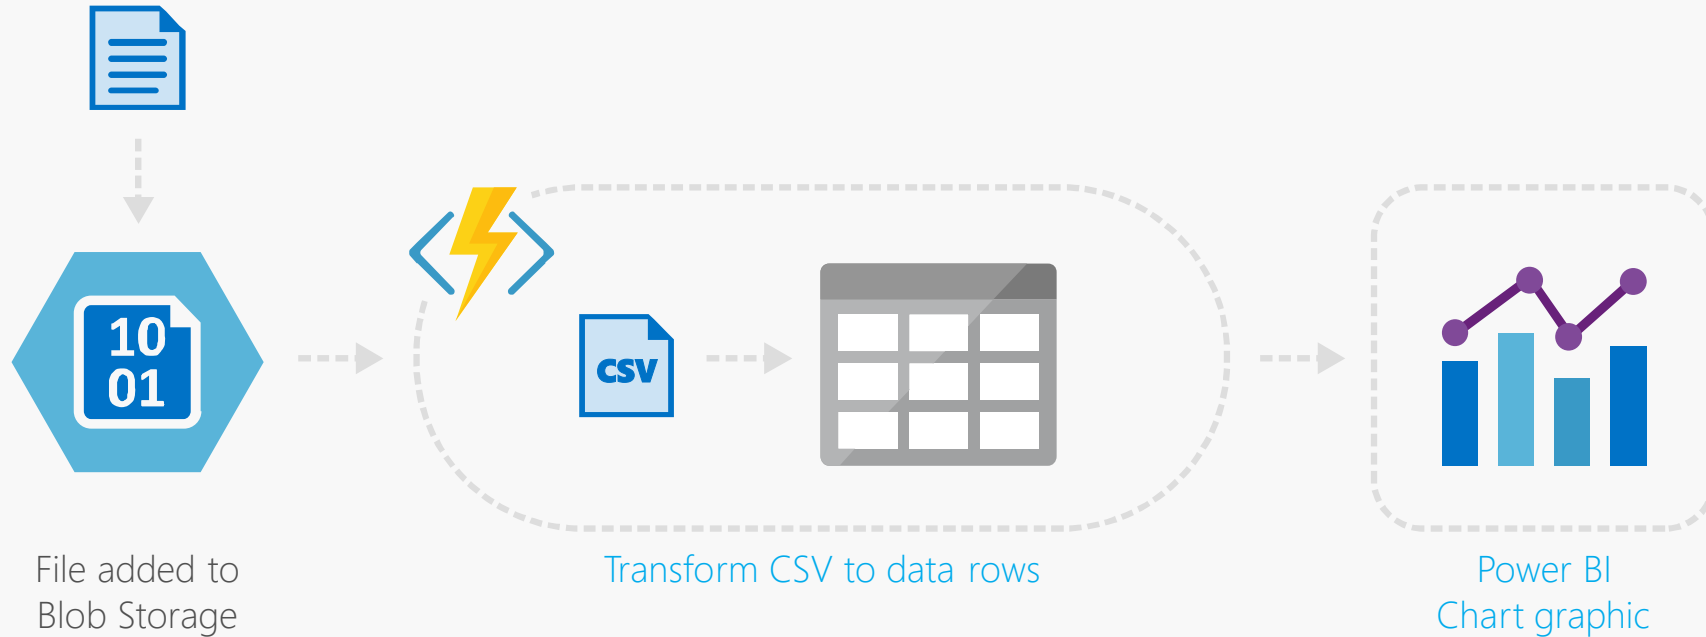 10
01
CSV
File added to
Blob Storage
Transform CSV to data rows
Power BI
Chart graphic